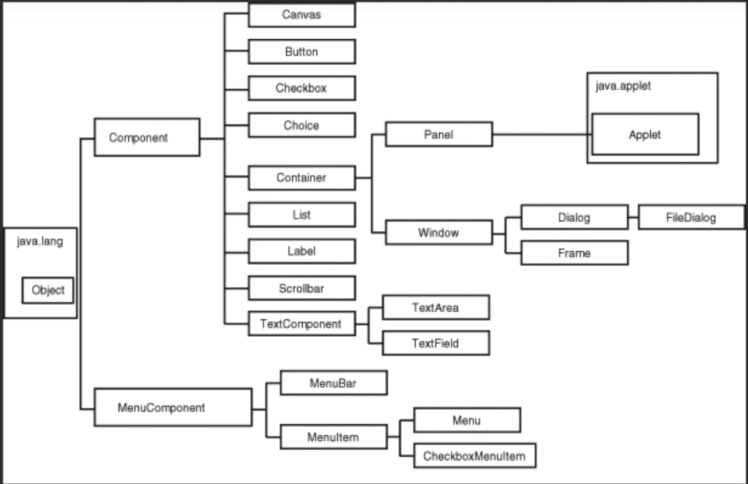 Canvas
Button
Checkbox
java.applet
Component
Choice
Panel
Applet
Container
List
Dialog
FileDialog
java.lang
Window
Label
Frame
Object
Scrollbar
TextArea
TextComponent
TextField
MenuBar
MenuComponent
Menu
MenuItem
CheckboxMenuItem